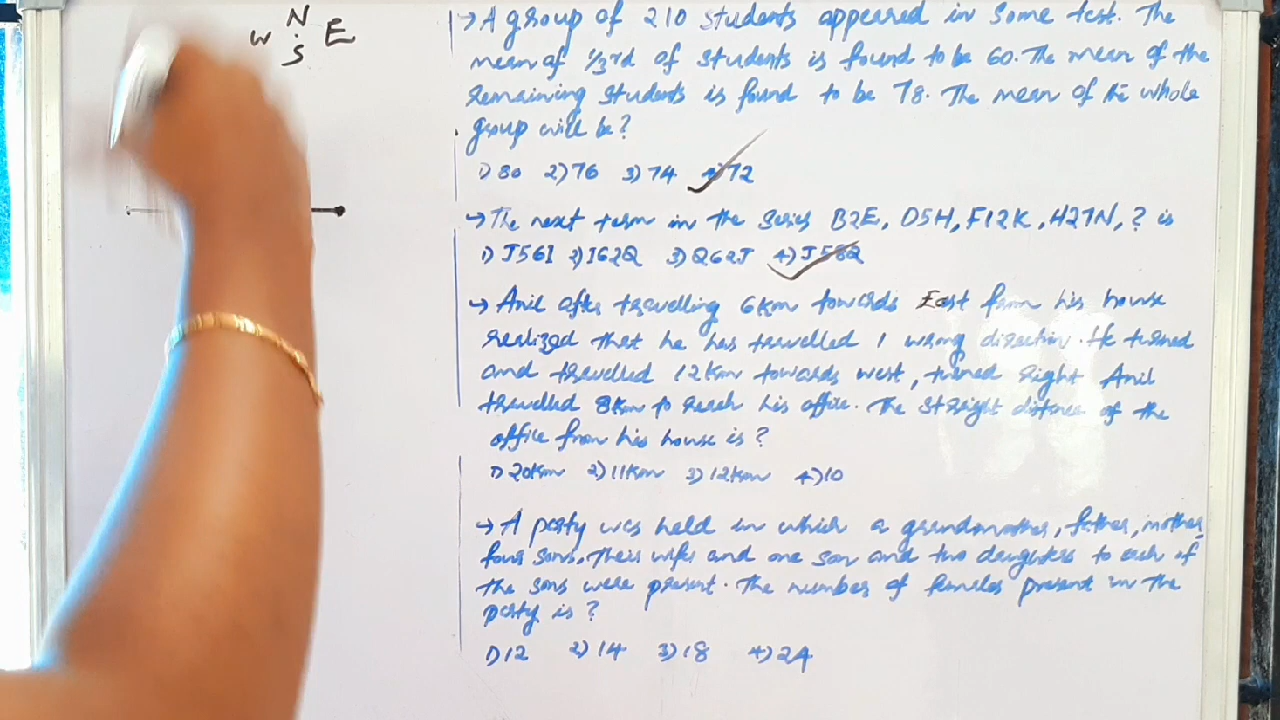 N
W E
S
→ A group of 210 students appeared in some test. The
mean of 1/3rd of students is found to be 60. The mean of the
remaining students is found to be 78. The mean of the whole
group will be?
1) 80 2) 76 3) 74 4) 72
→ The next term in the series B2E, D5H, F12K, H27N, ? is
1) J56I 2) I62Q 3) Q62J 4) J58Q
→ Anil after travelling 6km towards East from his house
realized that he has travelled 1 wrong direction. He turned
and travelled 12km towards west, turned right Anil
travelled 8km to reach his office. The straight distance of the
office from his house is?
1) 20km 2) 11km 3) 12km 4) 10
→ A party was held in which a grandmother, father, mother,
four sons, their wifes and one son and two daughters to each of
the sons were present. The number of females present in the
party is?
1) 12 2) 14 3) 18 4) 24